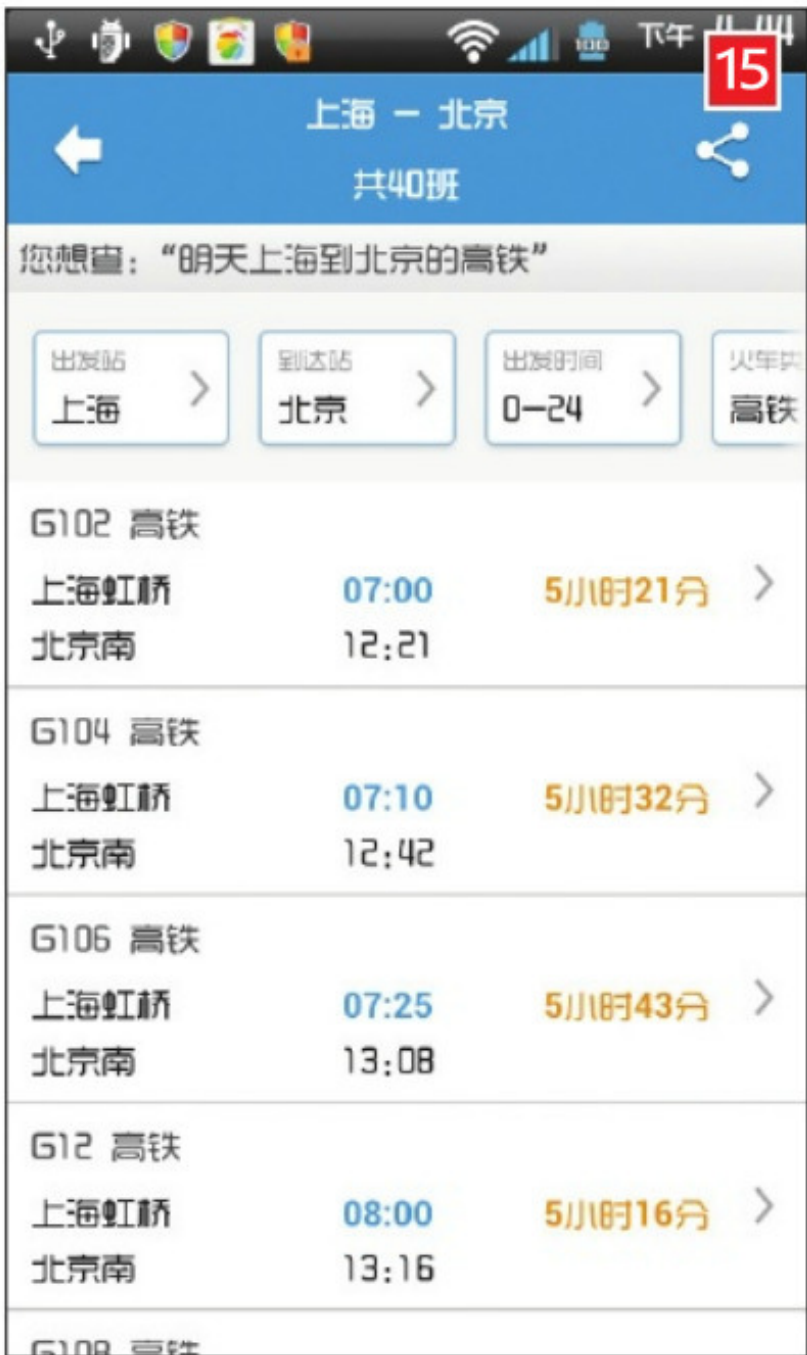 100 下午
15
上海 - 北京
共40班
您想查：“明天上海到北京的高铁”
出发站 到达站 出发时间
上海 北京 0-24 高铁
G102 高铁
上海虹桥 07:00 5小时21分
北京南 12:21
G104 高铁
上海虹桥 07:10 5小时32分
北京南 12:42
G106 高铁
上海虹桥 07:25 5小时43分
北京南 13:08
G12 高铁
上海虹桥 08:00 5小时16分
北京南 13:16
G108 高铁